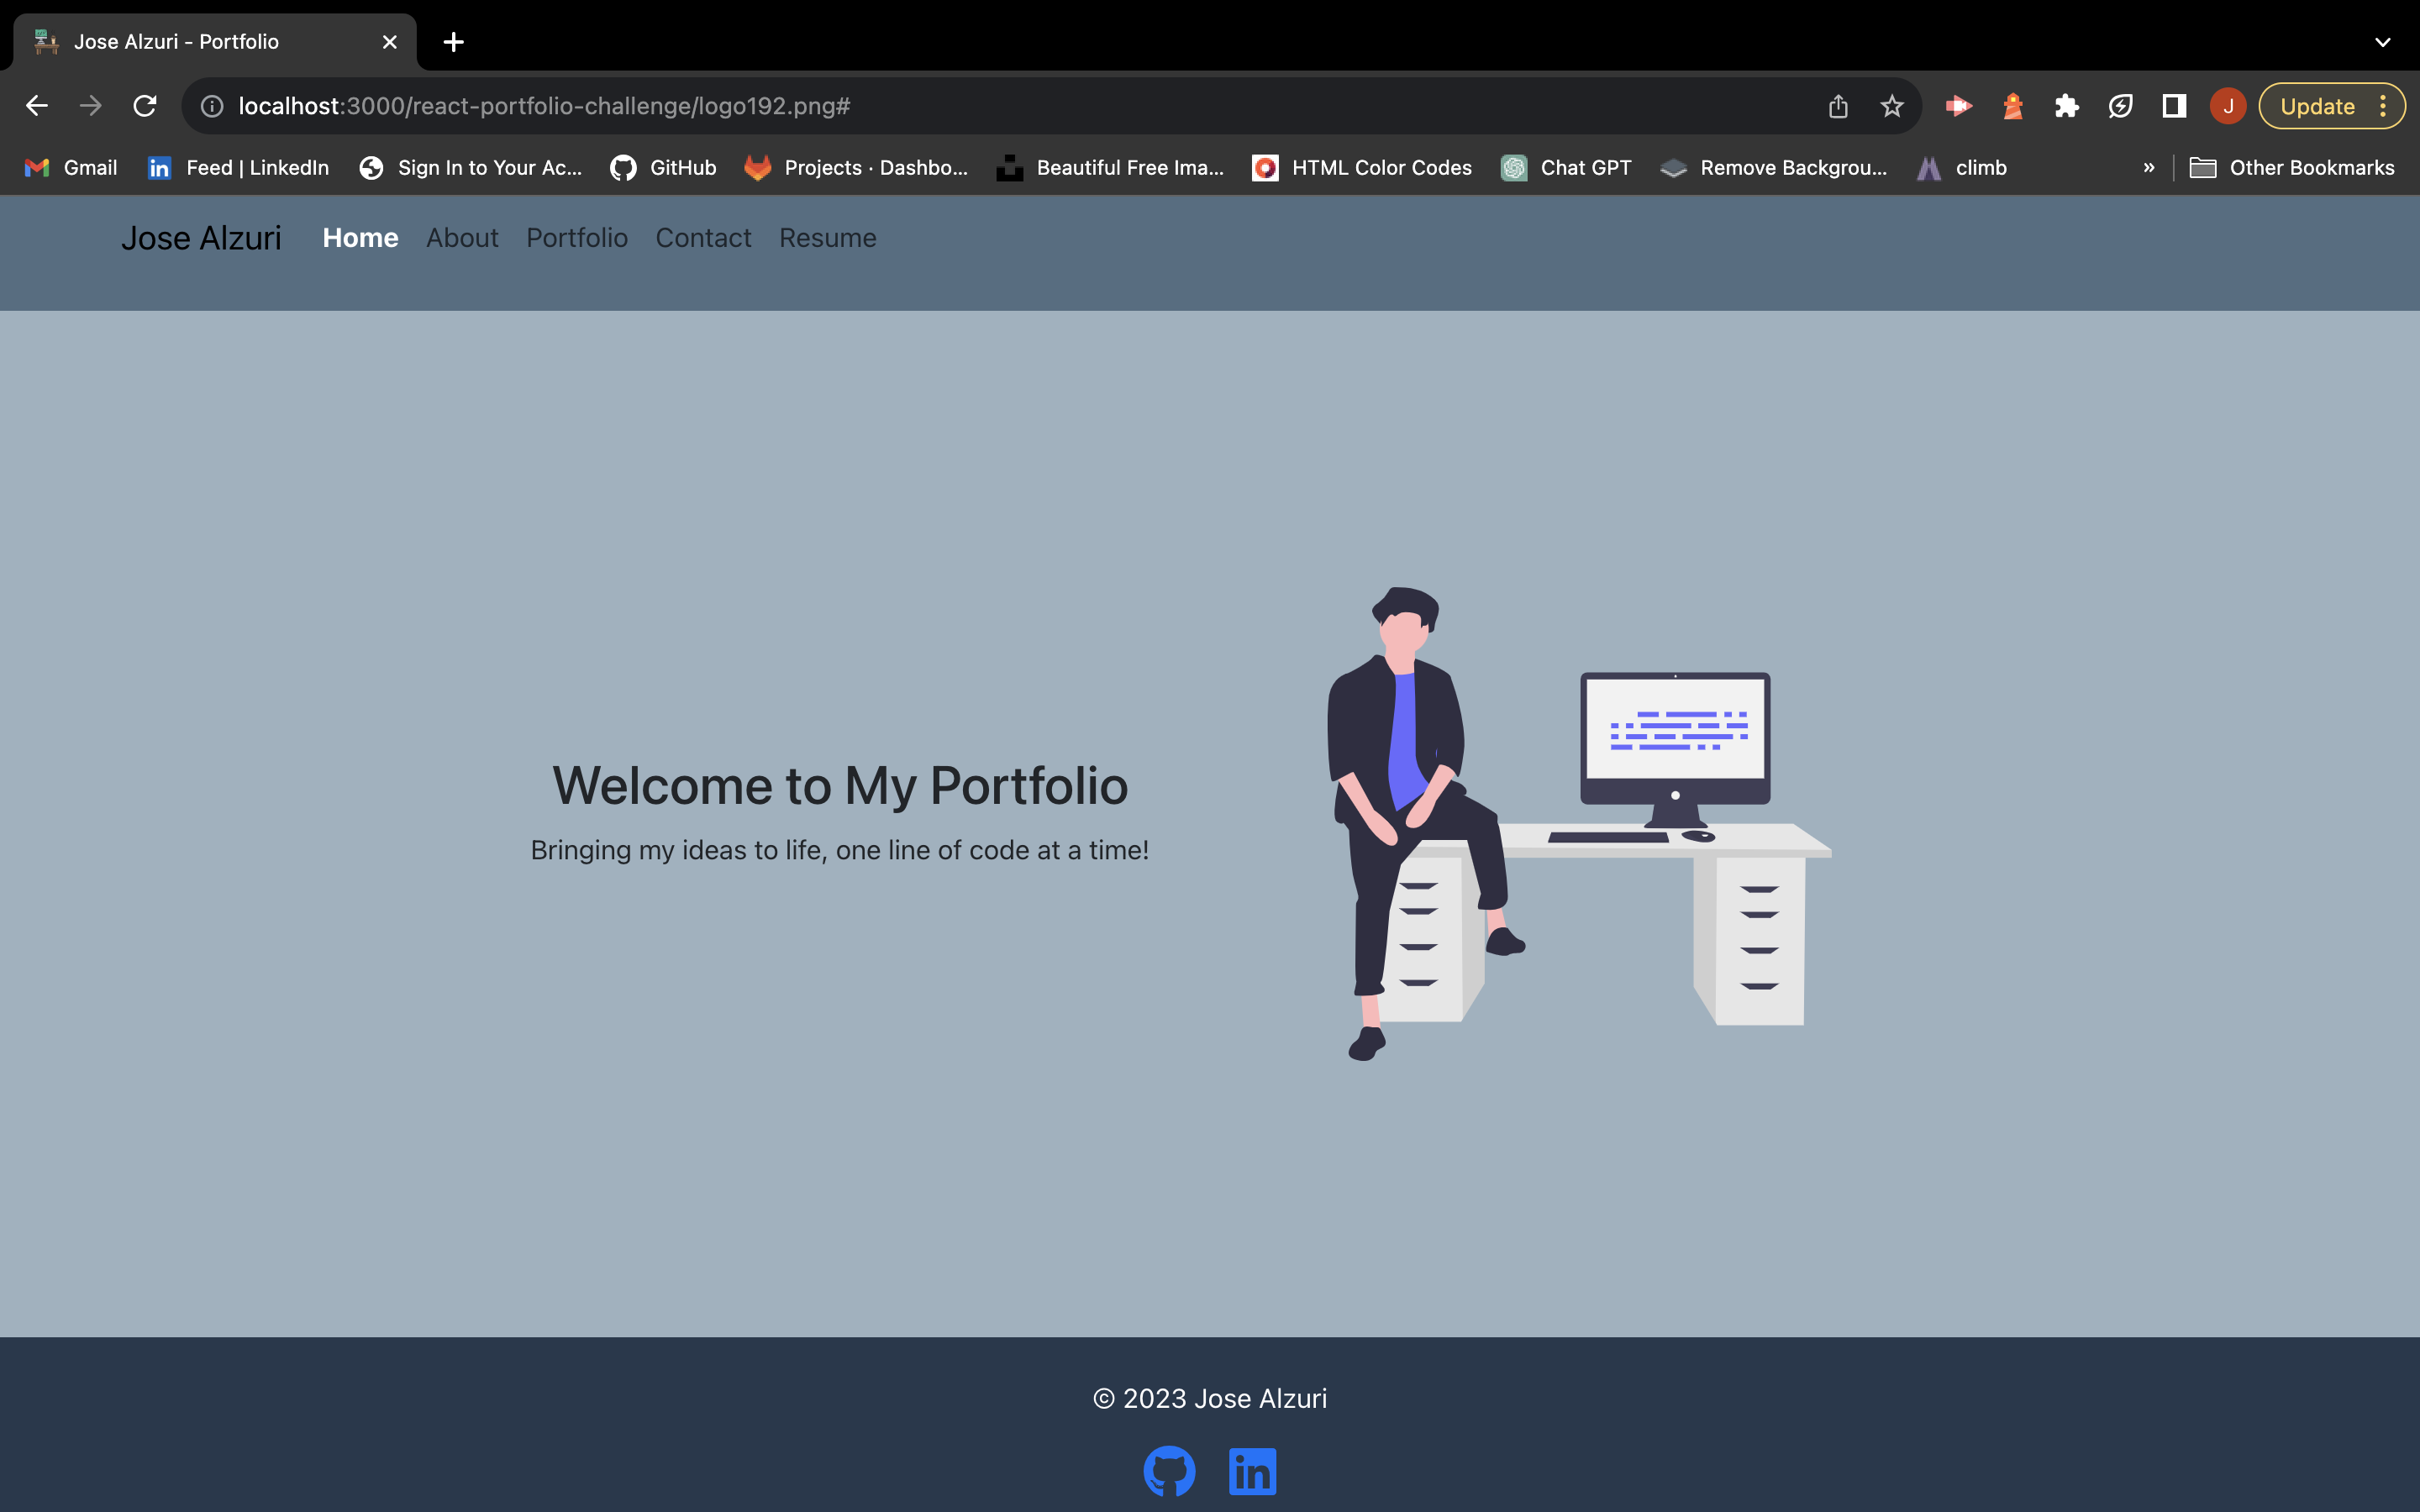 Jose Alzuri - Portfolio
localhost:3000/react-portfolio-challenge/logo192.png#
J
Update
Gmail
Feed | LinkedIn
Sign In to Your Ac...
GitHub
Projects · Dashbo...
Beautiful Free Ima...
HTML Color Codes
Chat GPT
Remove Backgrou...
climb
»
Other Bookmarks
Jose Alzuri
Home
About
Portfolio
Contact
Resume
Welcome to My Portfolio
Bringing my ideas to life, one line of code at a time!
© 2023 Jose Alzuri
in